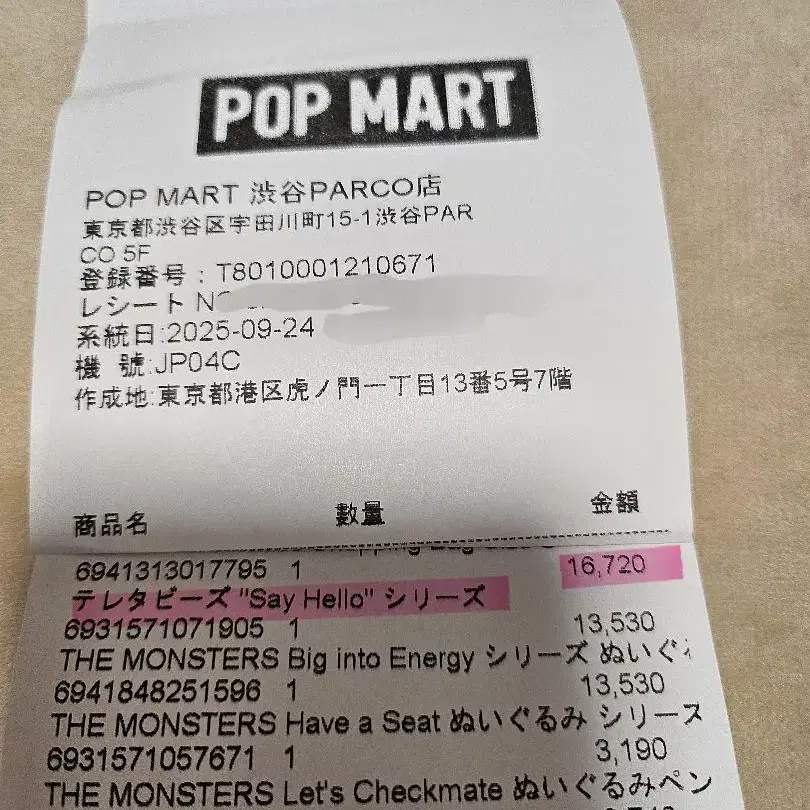 POP MART
POP MART 渋谷PARCO店
東京都渋谷区宇田川町15-1渋谷PAR
CO 5F
登録番号：T8010001210671
レシート
系統日:2025-09-24
機 號:JP04C
作成地:東京都港区虎ノ門一丁目13番5号7階
商品名 數量 金額
6941313017795 1 16,720
テレタビーズ "Say Hello" シリーズ
6931571071905 1 13,530
THE MONSTERS Big into Energy シリーズ ぬいぐ
6941848251596 1 13,530
THE MONSTERS Have a Seat ぬいぐるみ シリーズ
6931571057671 1 3,190
THE MONSTERS Let's Checkmate ぬいぐるみペン